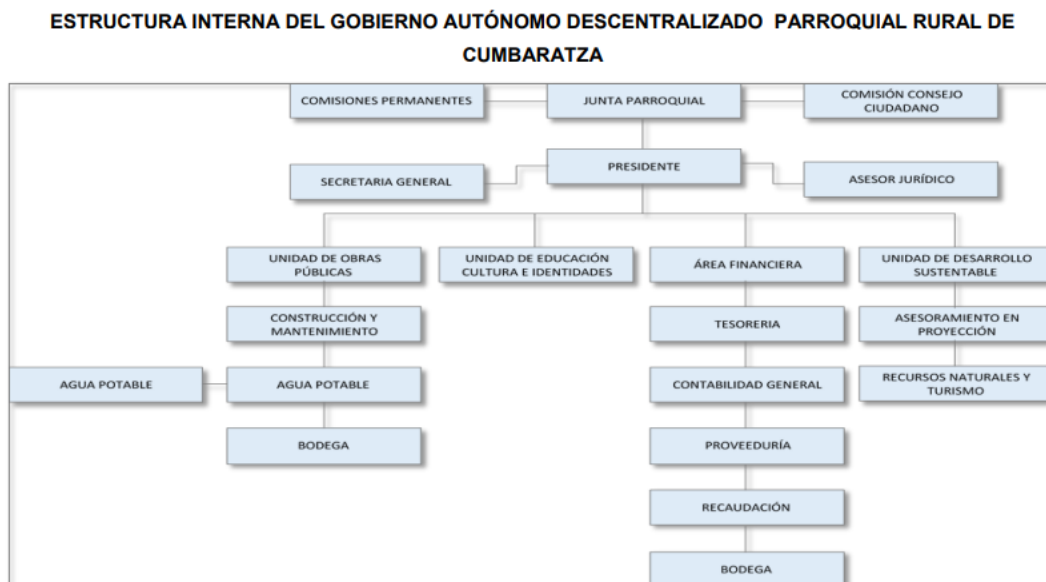 ESTRUCTURA INTERNA DEL GOBIERNO AUTÓNOMO DESCENTRALIZADO PARROQUIAL RURAL DE
CUMBARATZA
COMISIONES PERMANENTES
JUNTA PARROQUIAL
COMISIÓN CONSEJO
CIUDADANO
PRESIDENTE
SECRETARIA GENERAL
ASESOR JURÍDICO
UNIDAD DE OBRAS
PÚBLICAS
UNIDAD DE EDUCACIÓN
CULTURA E IDENTIDADES
ÁREA FINANCIERA
UNIDAD DE DESARROLLO
SUSTENTABLE
CONSTRUCCIÓN Y
MANTENIMIENTO
TESORERIA
ASESORAMIENTO EN
PROYECCIÓN
AGUA POTABLE
AGUA POTABLE
CONTABILIDAD GENERAL
RECURSOS NATURALES Y
TURISMO
BODEGA
PROVEEDURÍA
RECAUDACIÓN
BODEGA